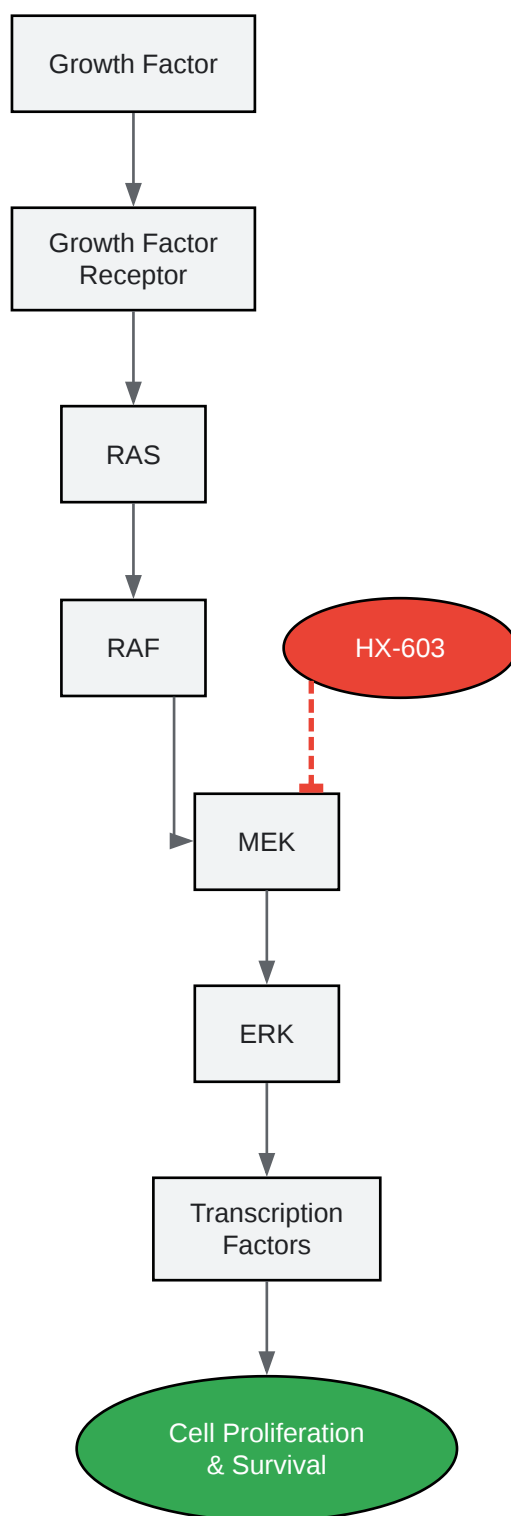 Growth Factor
Growth Factor
Receptor
RAS
RAF
HX-603
MEK
ERK
Transcription
Factors
Cell Proliferation
& Survival